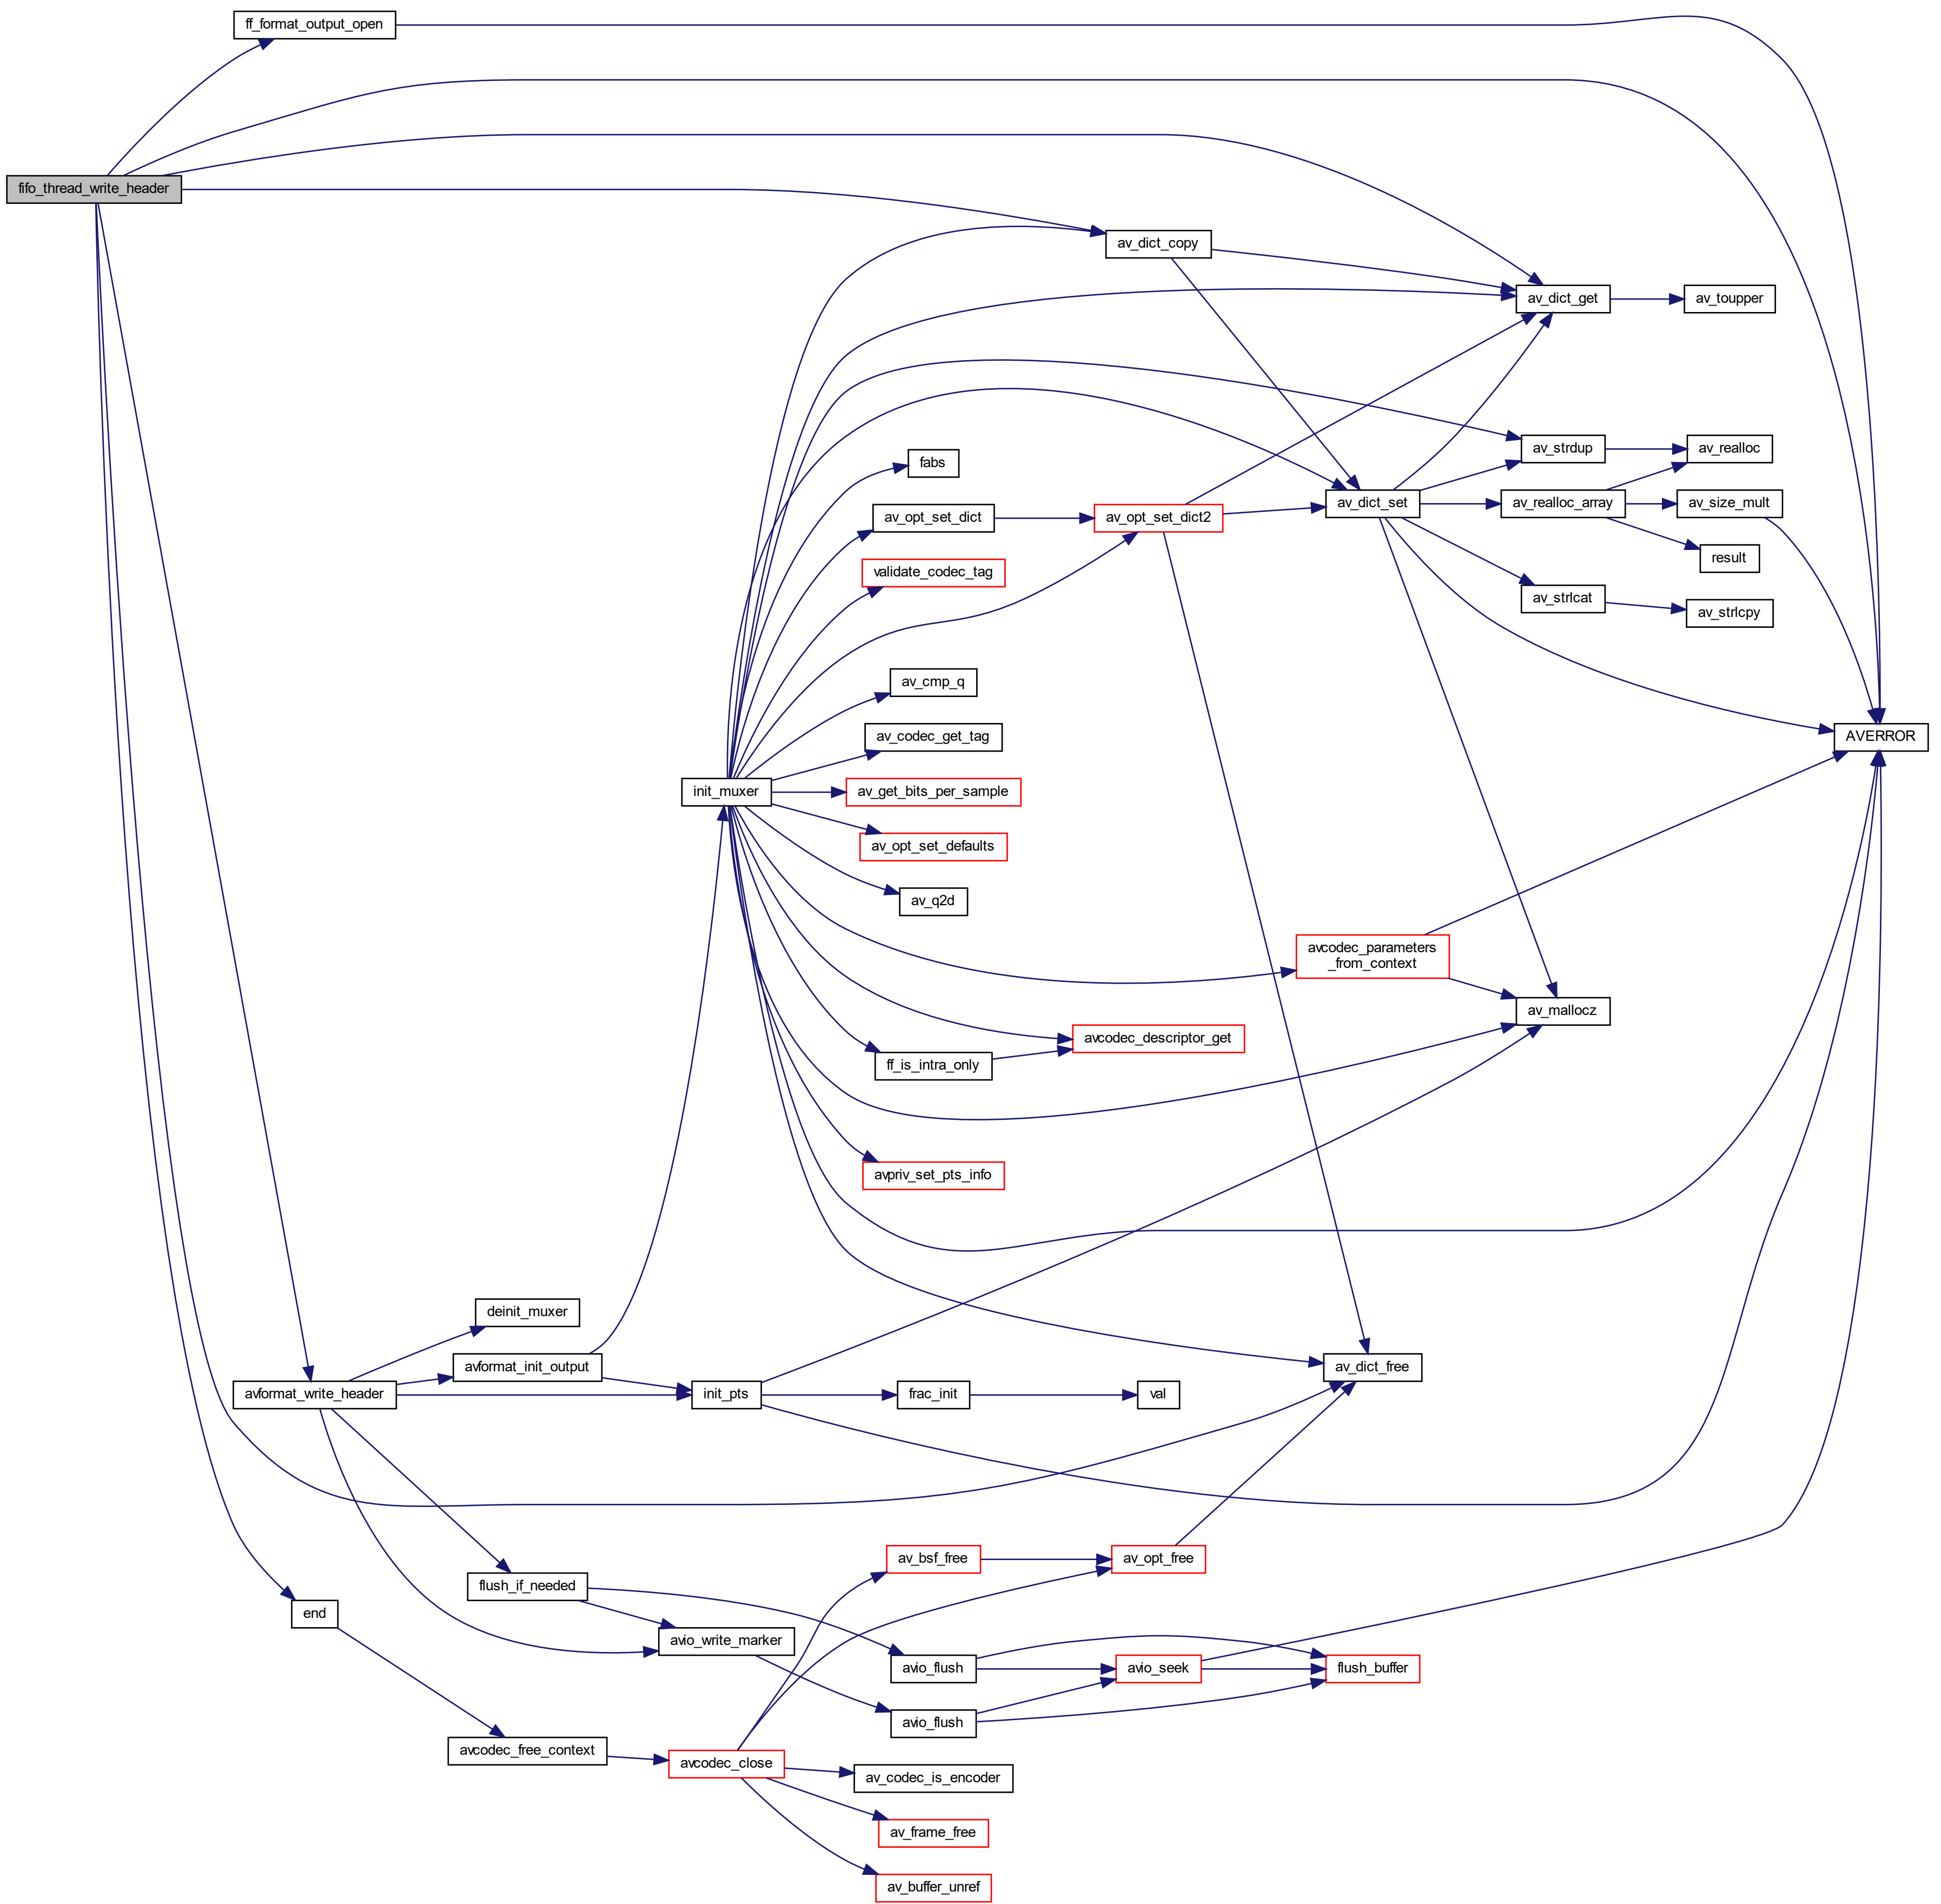 ff_format_output_open
fifo_thread_write_header
av_dict_copy
av_dict_get
av_toupper
fabs
av_strdup
av_realloc
av_opt_set_dict
av_opt_set_dict2
av_dict_set
av_realloc_array
av_size_mult
validate_codec_tag
result
av_strlcat
av_strlcpy
av_cmp_q
av_codec_get_tag
AVERROR
init_muxer
av_get_bits_per_sample
av_opt_set_defaults
av_q2d
avcodec_parameters
_from_context
av_mallocz
avcodec_descriptor_get
ff_is_intra_only
avpriv_set_pts_info
deinit_muxer
avformat_init_output
av_dict_free
avformat_write_header
init_pts
frac_init
val
av_bsf_free
av_opt_free
flush_if_needed
end
avio_write_marker
avio_flush
avio_seek
flush_buffer
avio_flush
avcodec_free_context
avcodec_close
av_codec_is_encoder
av_frame_free
av_buffer_unref